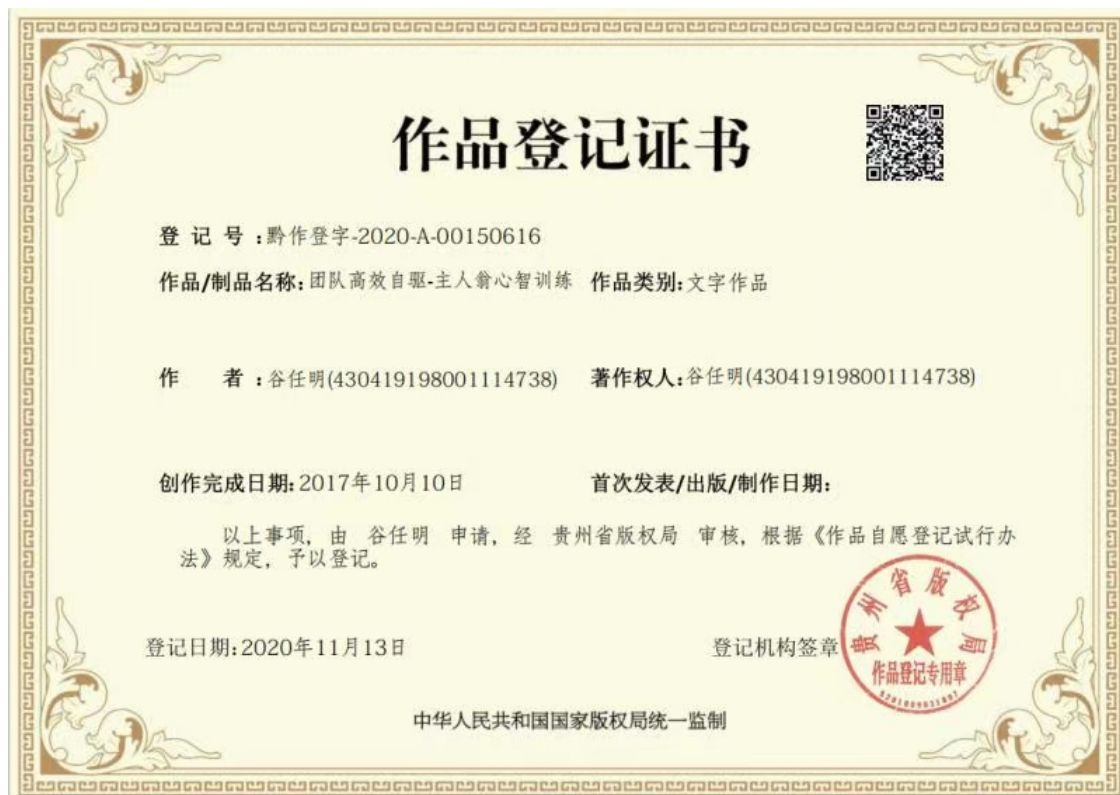 作品登记证书
登 记 号：黔作登字-2020-A-00150616
作品/制品名称：团队高效自驱-主人翁心智训练 作品类别：文字作品
作 者：谷任明(430419198001114738) 著作权人：谷任明(430419198001114738)
创作完成日期：2017年10月10日 首次发表/出版/制作日期：
以上事项，由 谷任明 申请，经 贵州省版权局 审核，根据《作品自愿登记试行办
法》规定，予以登记。
登记日期：2020年11月13日 登记机构签章
贵州省版权局
作品登记专用章
中华人民共和国国家版权局统一监制